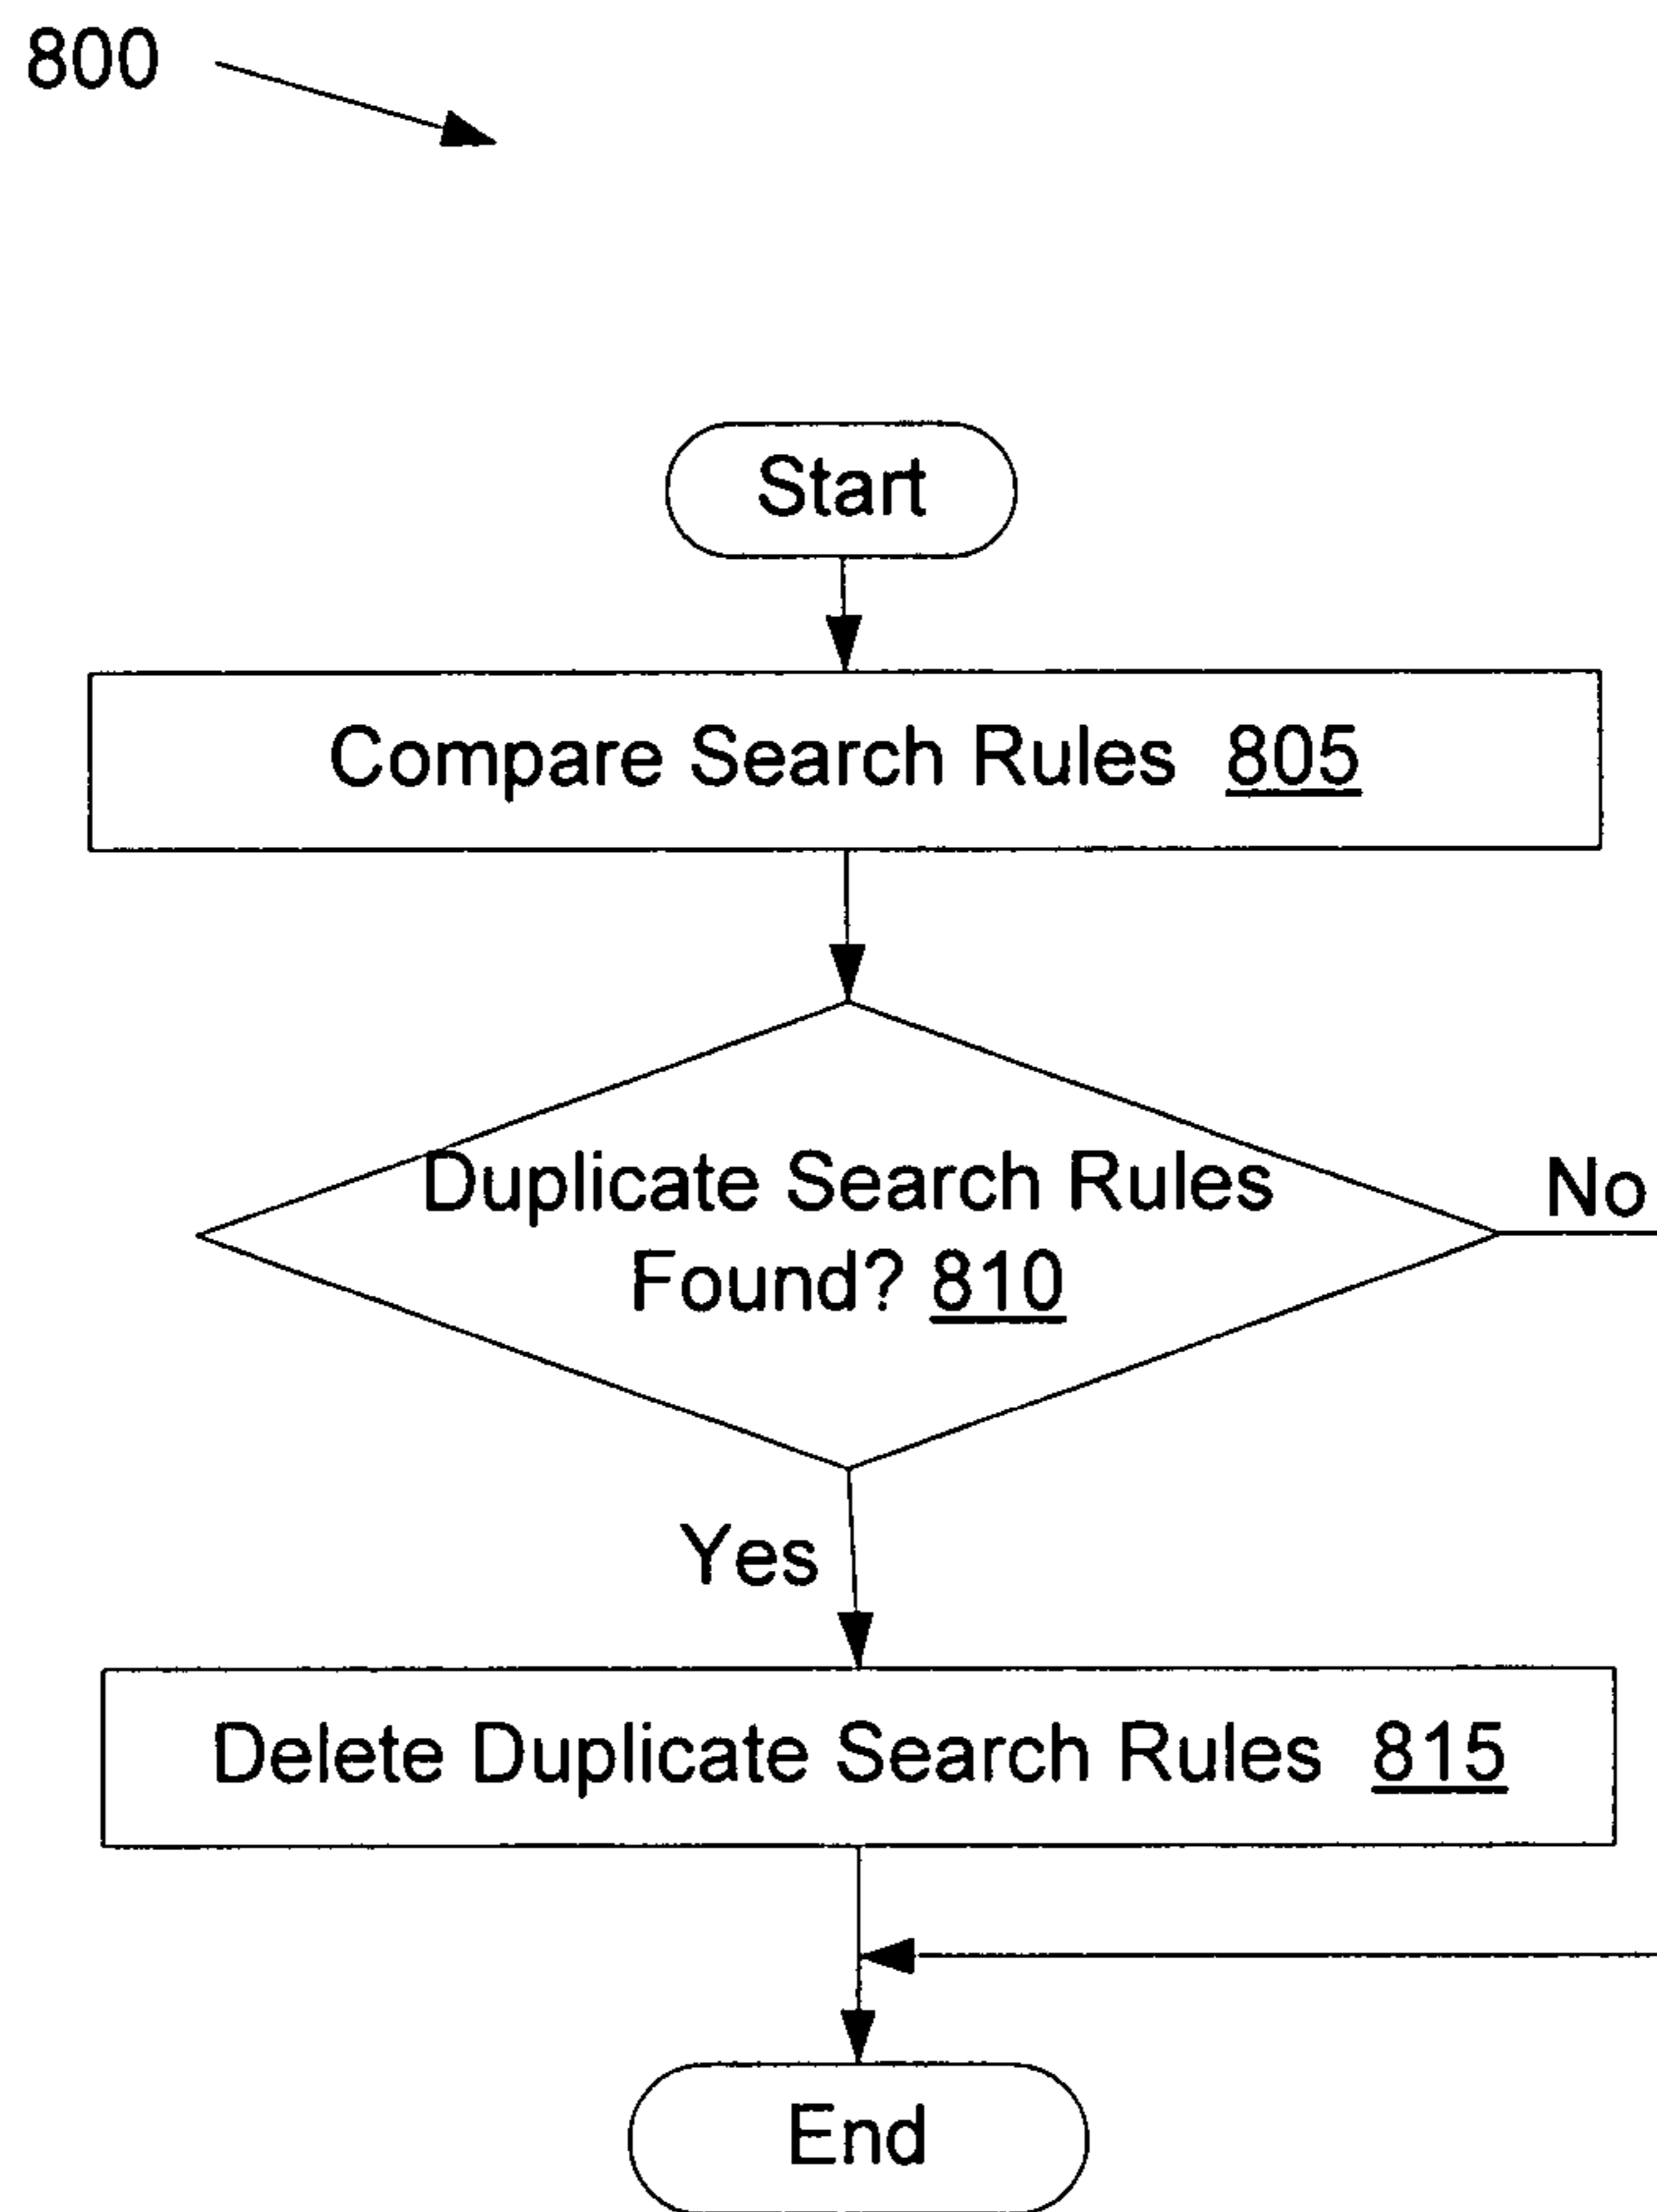 800
Start
Compare Search Rules 805
Duplicate Search Rules
Found? 810
No
Yes
Delete Duplicate Search Rules 815
End